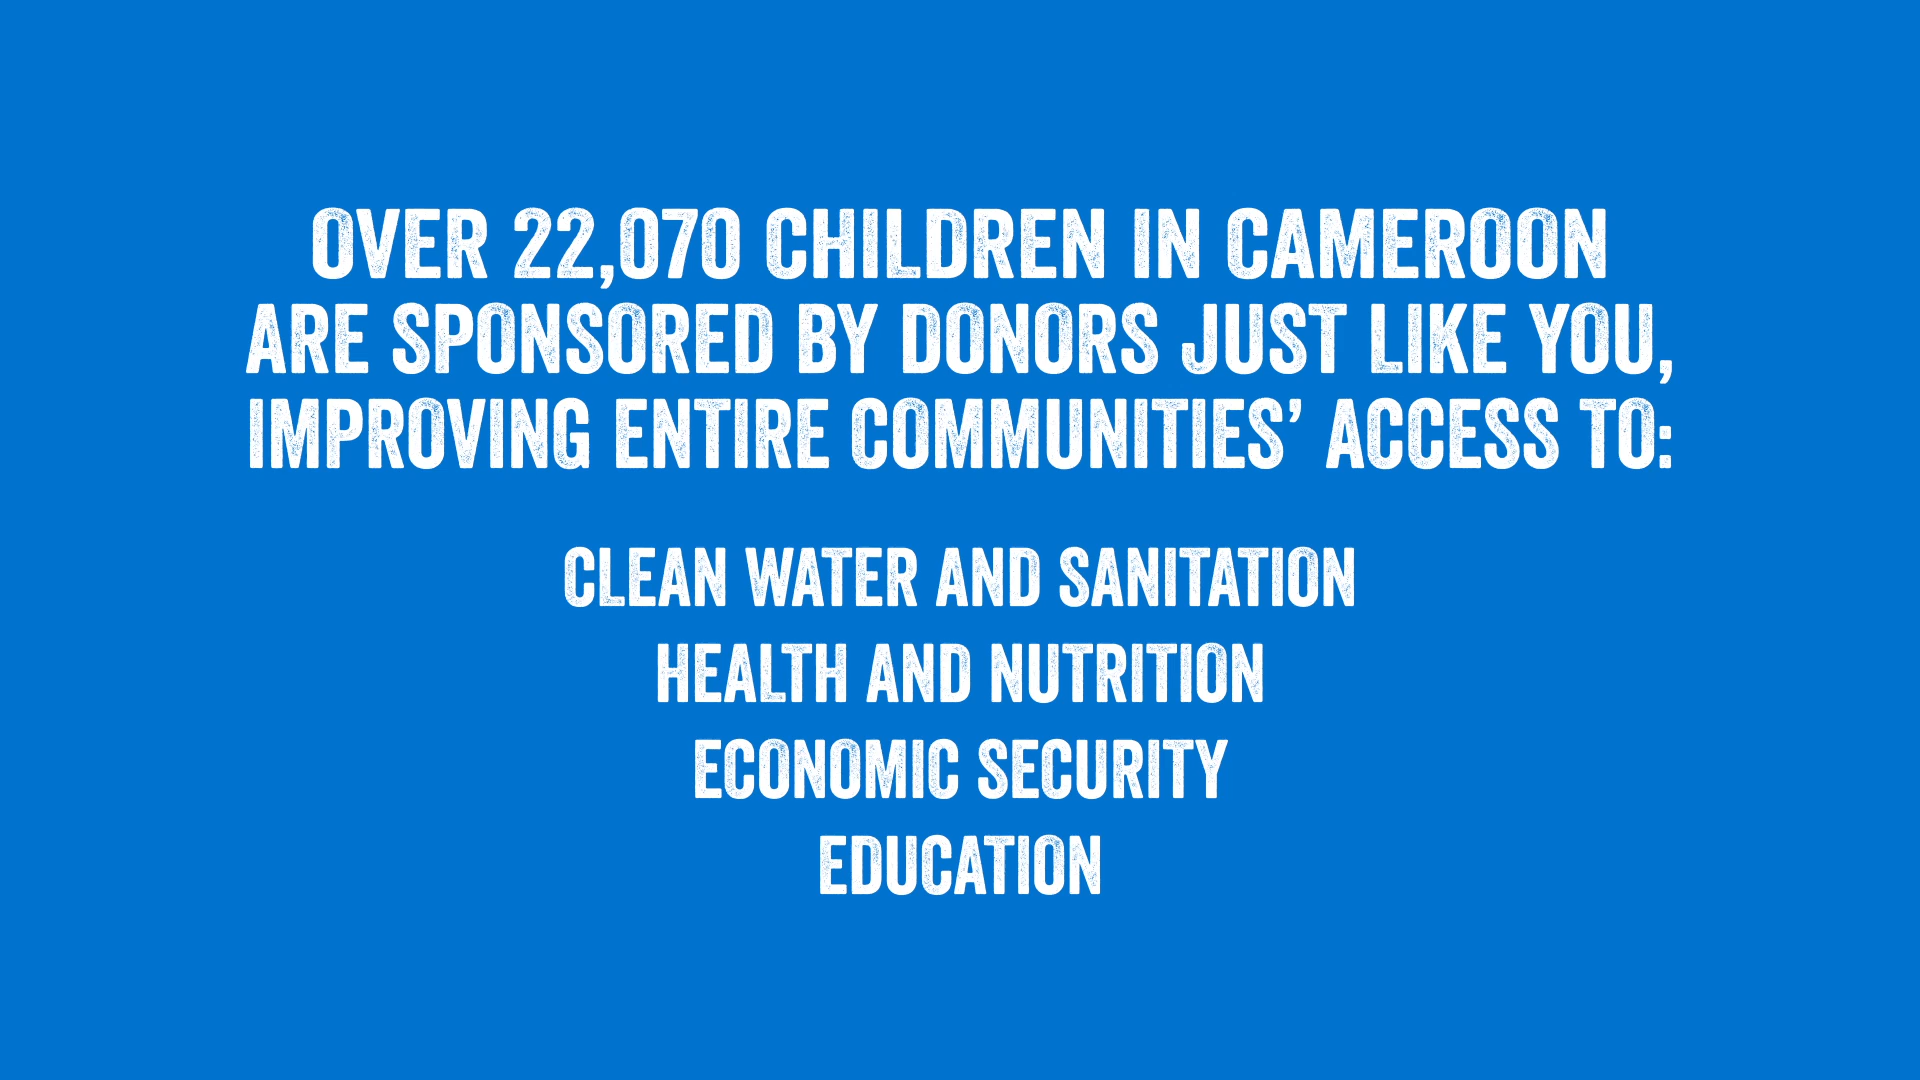 OVER 22,070 CHILDREN IN CAMEROON
ARE SPONSORED BY DONORS JUST LIKE YOU,
IMPROVING ENTIRE COMMUNITIES’ ACCESS TO:
CLEAN WATER AND SANITATION
HEALTH AND NUTRITION
ECONOMIC SECURITY
EDUCATION